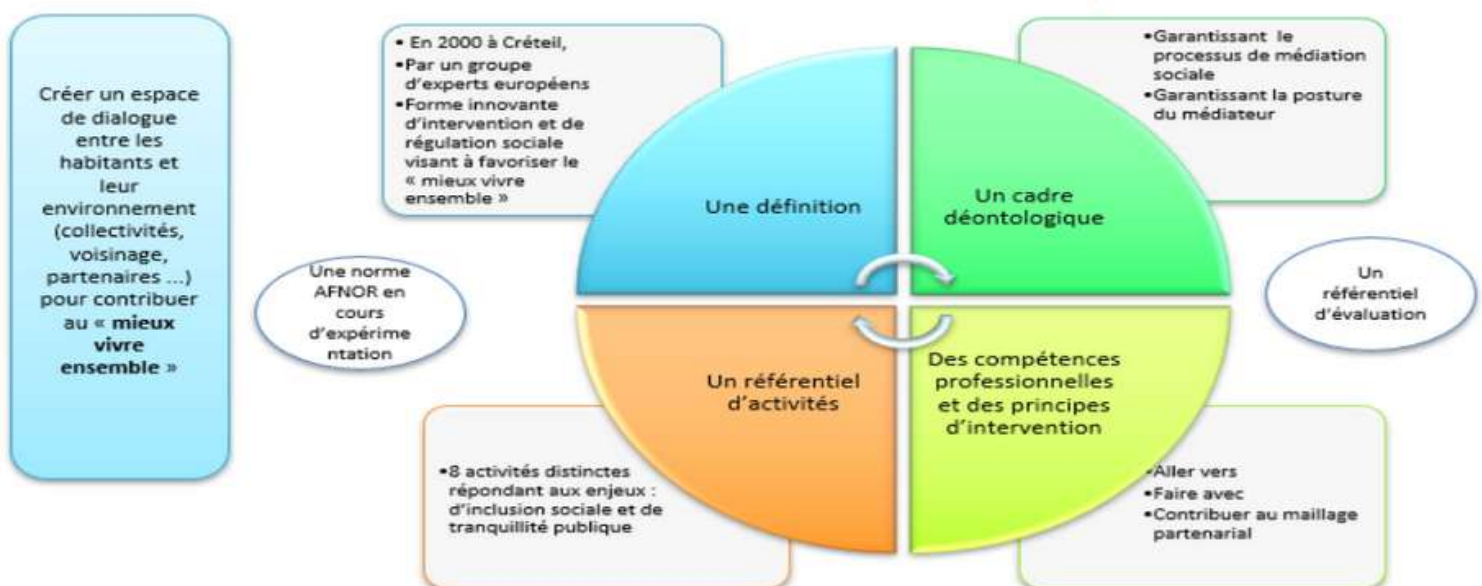 Créer un espace
de dialogue
entre les
habitants et
leur
environnement
(collectivités,
voisinage,
partenaires ...)
pour contribuer
au « mieux
vivre
ensemble »
• En 2000 à Créteil,
• Par un groupe
d'experts européens
• Forme innovante
d'intervention et de
régulation sociale
visant à favoriser le
« mieux vivre
ensemble »
Une définition
•Garantissant le
processus de médiation
sociale
•Garantissant la posture
du médiateur
Un cadre
déontologique
Une norme
AFNOR en
cours
d'expérime
ntation
Un
référentiel
d'évaluation
Un référentiel
d'activités
Des compétences
professionnelles
et des principes
d'intervention
•8 activités distinctes
répondant aux enjeux :
d'inclusion sociale et de
tranquillité publique
•Aller vers
•Faire avec
•Contribuer au maillage
partenarial